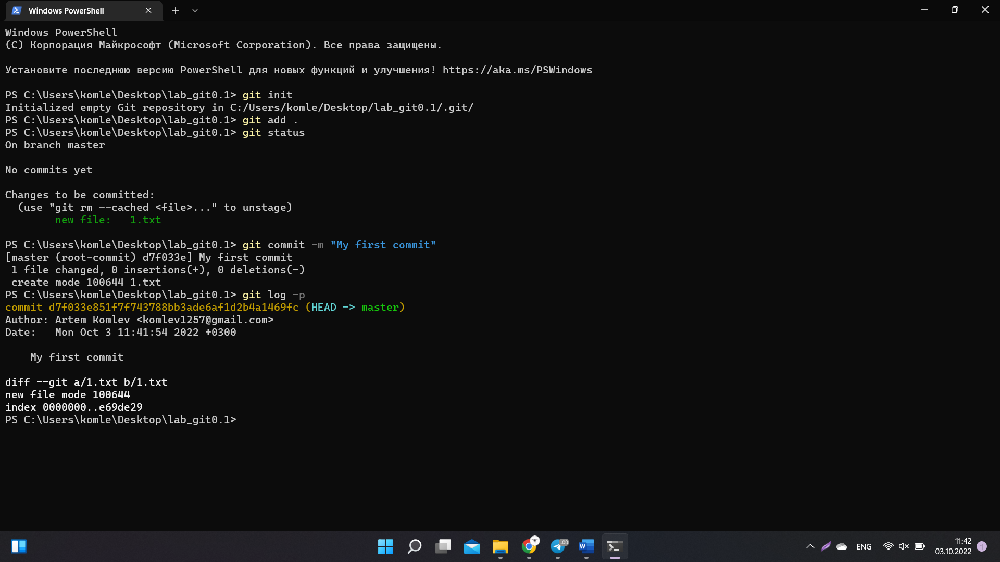 Windows PowerShell
Windows PowerShell
(C) Корпорация Майкрософт (Microsoft Corporation). Все права защищены.
Установите последнюю версию PowerShell для новых функций и улучшения! https://aka.ms/PSWindows
PS C:\Users\komle\Desktop\lab_git0.1> git init
Initialized empty Git repository in C:/Users/komle/Desktop/lab_git0.1/.git/
PS C:\Users\komle\Desktop\lab_git0.1> git add .
PS C:\Users\komle\Desktop\lab_git0.1> git status
On branch master
No commits yet
Changes to be committed:
  (use "git rm --cached <file>..." to unstage)
        new file:   1.txt
PS C:\Users\komle\Desktop\lab_git0.1> git commit -m "My first commit"
[master (root-commit) d7f033e] My first commit
 1 file changed, 0 insertions(+), 0 deletions(-)
 create mode 100644 1.txt
PS C:\Users\komle\Desktop\lab_git0.1> git log -p
commit d7f033e851f7f743788bb3ade6af1d2b4a1469fc (HEAD -> master)
Author: Artem Komlev <komlev1257@gmail.com>
Date:   Mon Oct 3 11:41:54 2022 +0300
    My first commit
diff --git a/1.txt b/1.txt
new file mode 100644
index 0000000..e69de29
PS C:\Users\komle\Desktop\lab_git0.1>
.00
W
ENG
11:42
03.10.2022
1